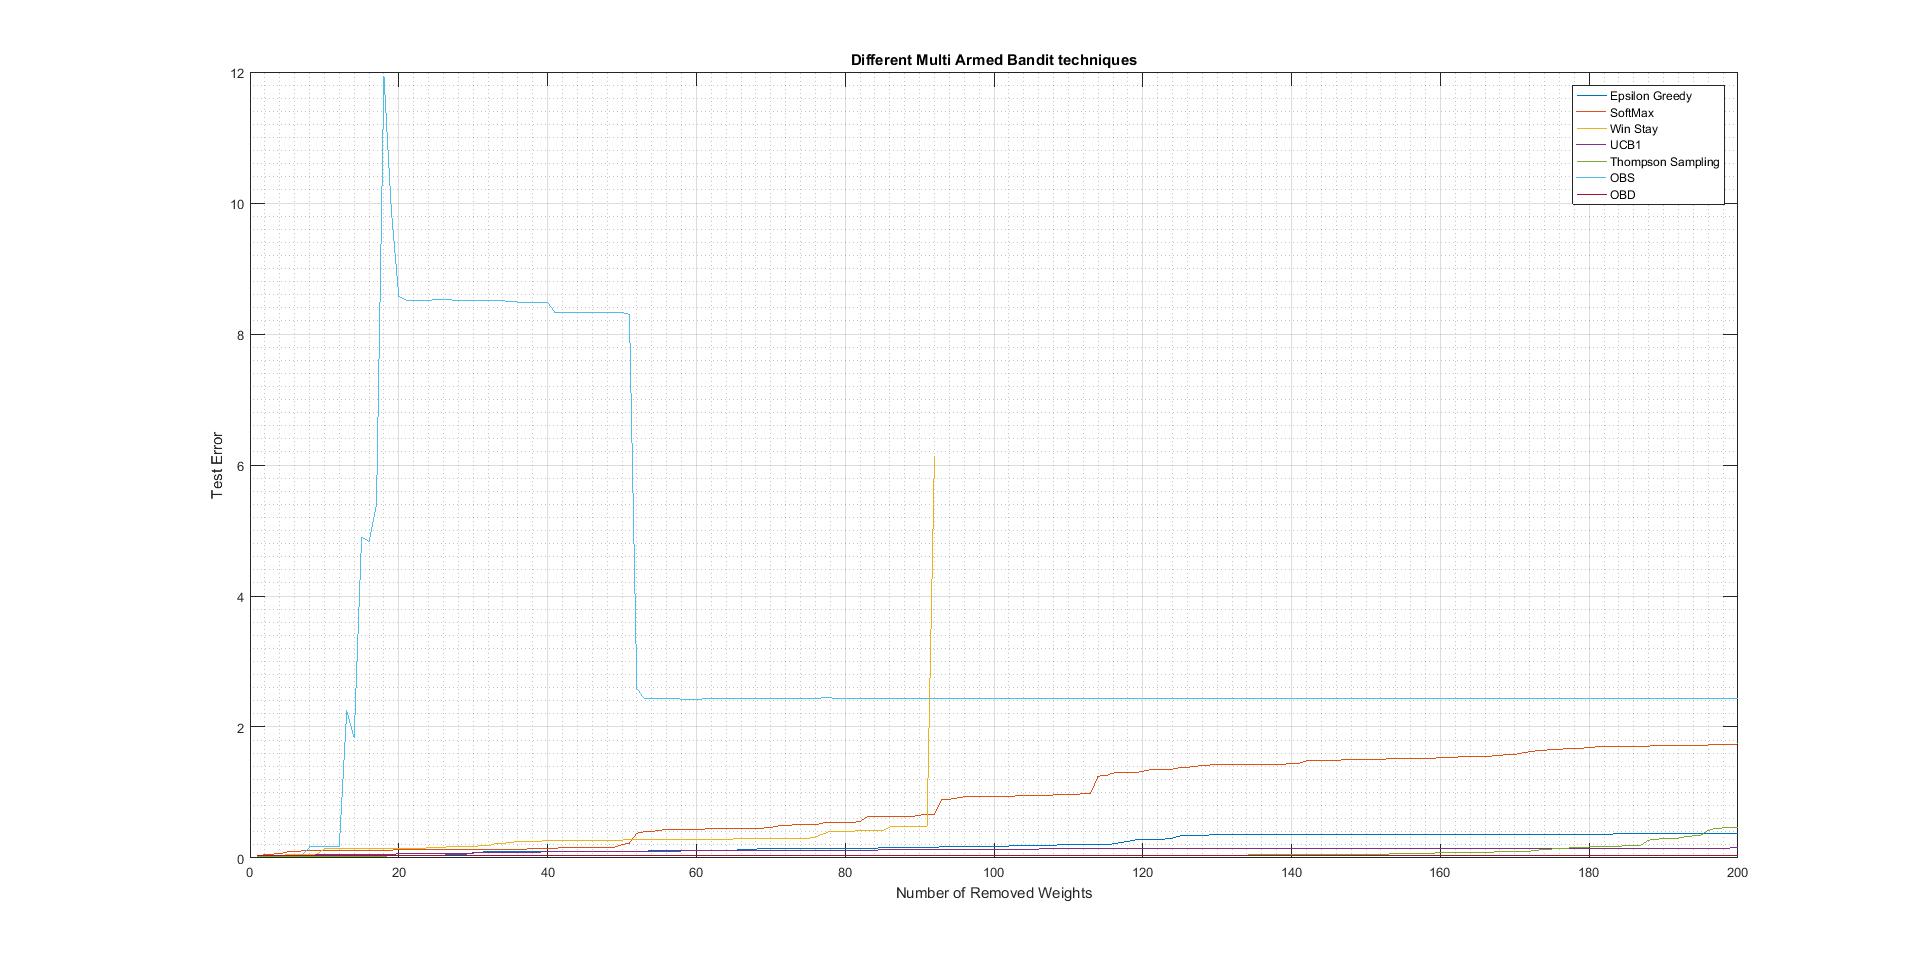 Different Multi Armed Bandit techniques
12
10
8
6
4
2
0
Test Error
Epsilon Greedy
SoftMax
Win Stay
UCB1
Thompson Sampling
OBS
OBD
0 20 40 60 80 100 120 140 160 180 200
Number of Removed Weights